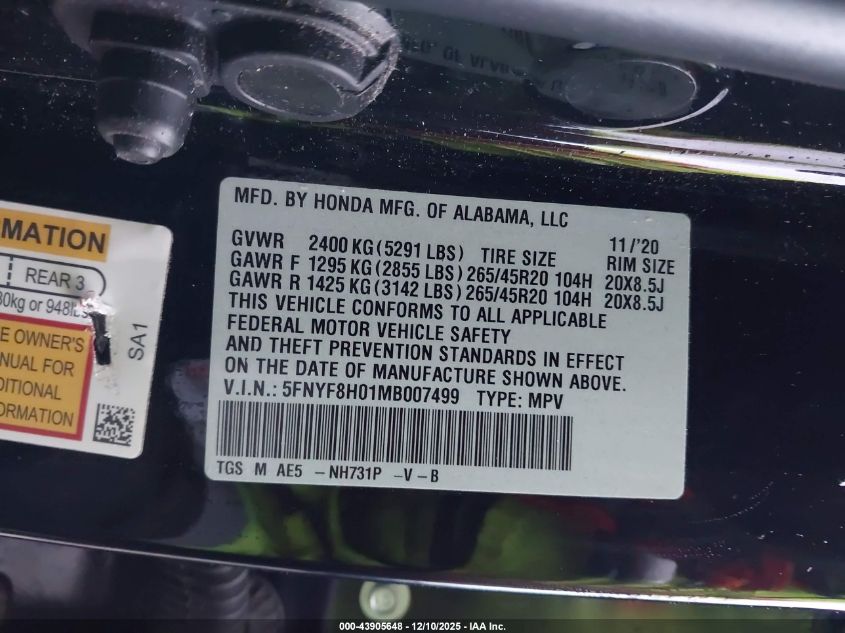 MFD. BY HONDA MFG. OF ALABAMA, LLC
GVWR 2400 KG (5291 LBS) TIRE SIZE 11/'20 RIM SIZE
GAWR F 1295 KG (2855 LBS) 265/45R20 104H 20X8.5J
GAWR R 1425 KG (3142 LBS) 265/45R20 104H 20X8.5J
THIS VEHICLE CONFORMS TO ALL APPLICABLE
FEDERAL MOTOR VEHICLE SAFETY
AND THEFT PREVENTION STANDARDS IN EFFECT
ON THE DATE OF MANUFACTURE SHOWN ABOVE.
V.I.N.: 5FNYF8H01MB007499 TYPE: MPV
TGS M AE5 -NH731P -V-B
REAR 3
kg or 948
SA1
OWNER'S
FOR
000-43905648 - 12/10/2025 - IAA Inc.